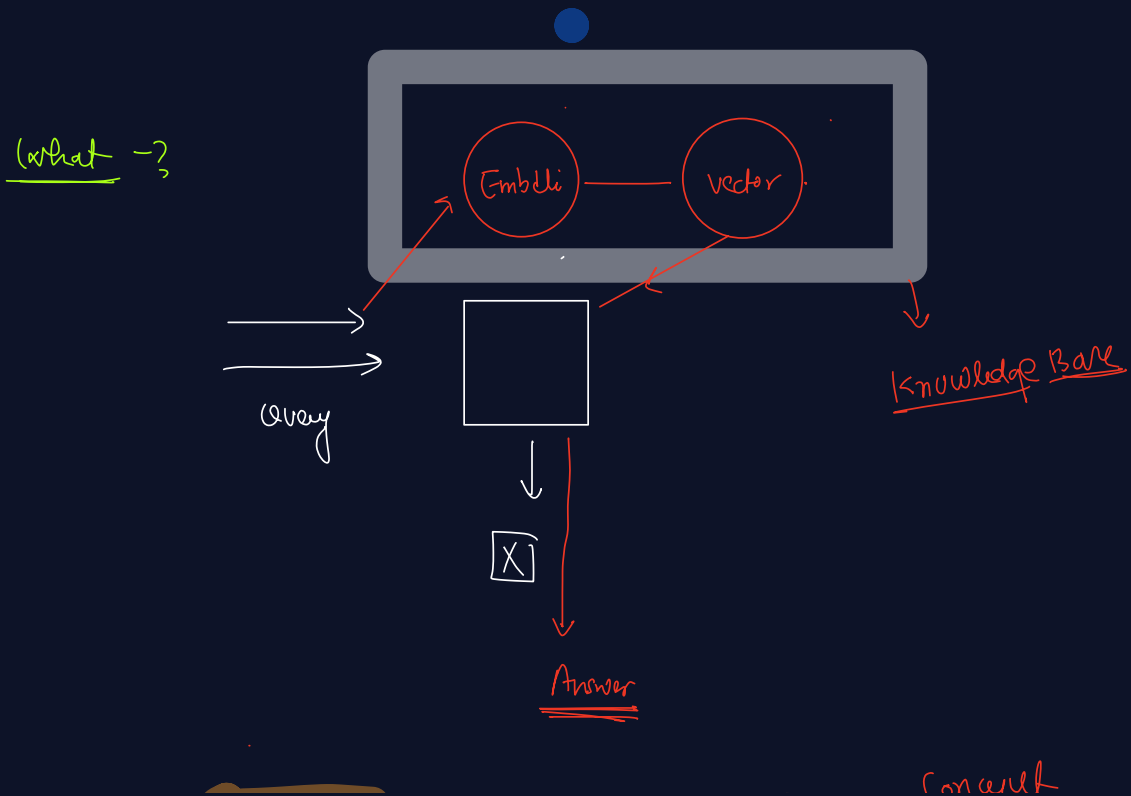 What - ?
Embdi
vector
Knowledge Base
Query
X
Answer